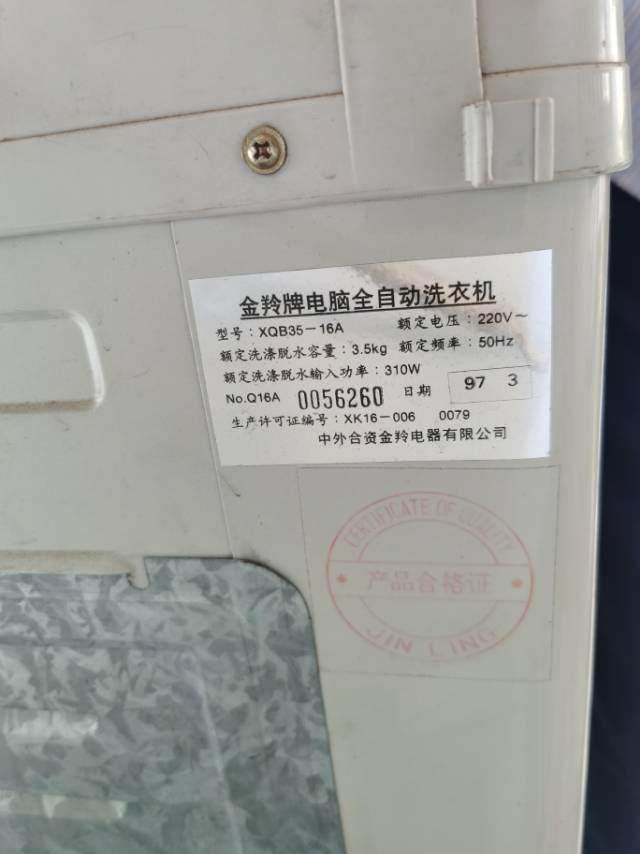 金羚牌电脑全自动洗衣机
型号：XQB35-16A 额定电压：220V~
额定洗涤脱水容量：3.5kg 额定频率：50Hz
额定洗涤脱水输入功率：310W
No.Q16A 0056260 日期 97 3
生产许可证编号：XK16-006 0079
中外合资金羚电器有限公司
CERTIFICATE OF QUALITY
产品合格证
JIN LING